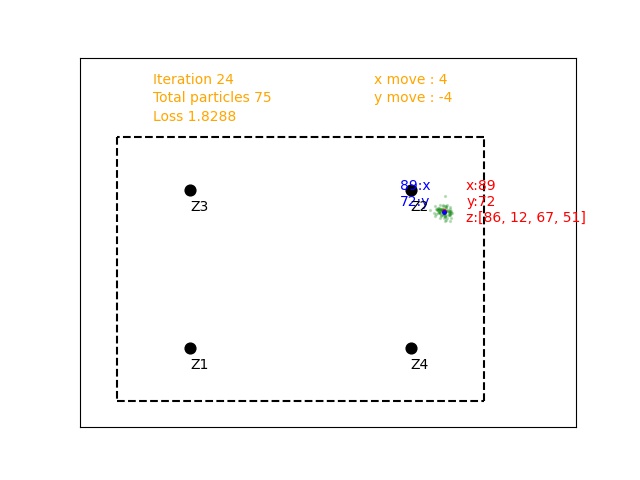 Iteration 24
x move : 4
Total particles 75
y move : -4
Loss 1.8288
89:x
x:89
72:y
y:72
z:[86, 12, 67, 51]
Z3
Z2
Z1
Z4